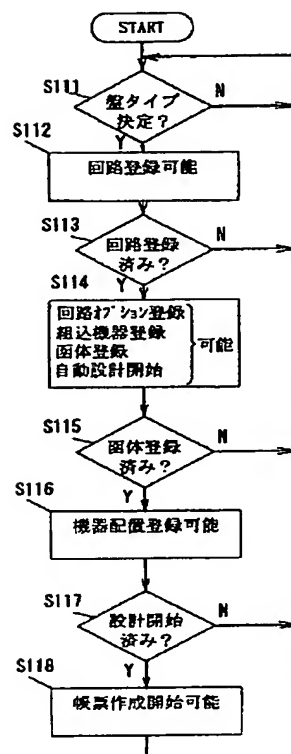 START
S111
盤タイプ
決定?
N
Y
S112
回路登録可能
S113
回路登録
済み?
N
Y
S114
回路オプション登録
組込機器登録
函体登録
自動設計開始
可能
S115
函体登録
済み?
N
Y
S116
機器配置登録可能
S117
設計開始
済み?
N
Y
S118
帳票作成開始可能